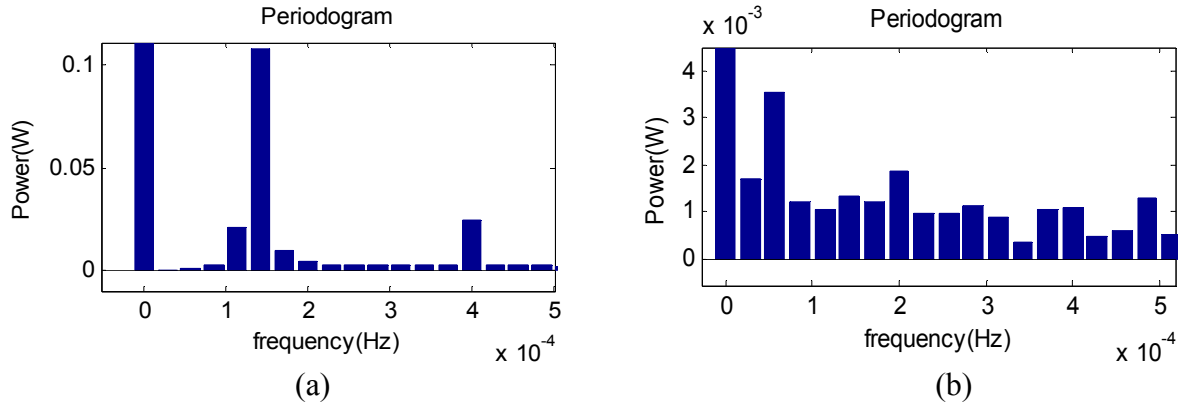 Periodogram
0.1
0.05
0
Power(W)
0 1 2 3 4 5
frequency(Hz)
x 10^-4
(a)
Periodogram
x 10^-3
4
3
2
1
0
Power(W)
0 1 2 3 4 5
frequency(Hz)
x 10^-4
(b)